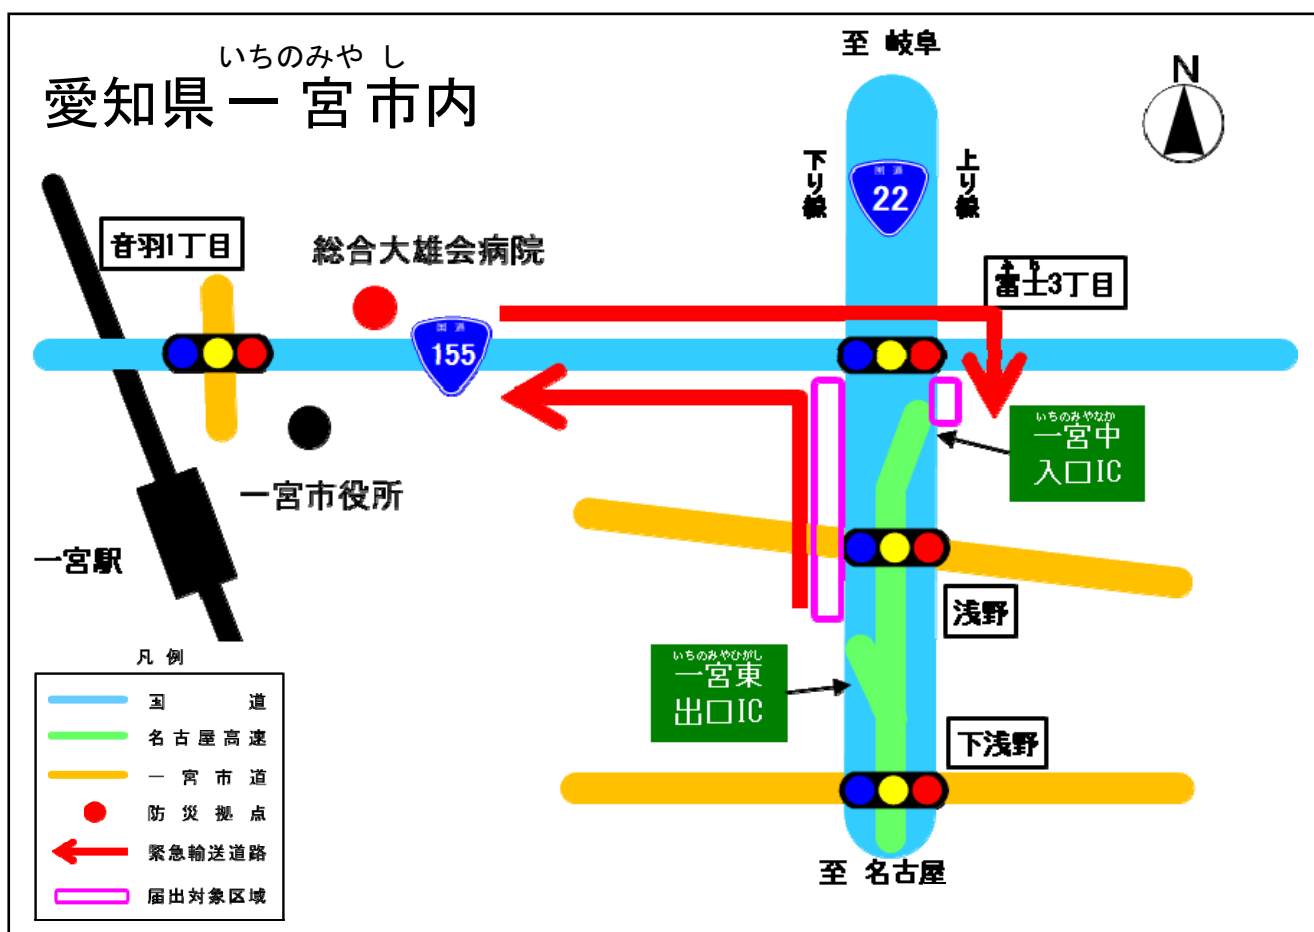 いちのみや し
愛知県一宮市内
至 岐阜
N
下り線
国道
22
上り線
音羽1丁目
総合大雄会病院
ふじ
富士3丁目
国道
155
いちのみやなか
一宮中
入口IC
一宮市役所
一宮駅
浅野
いちのみやひがし
一宮東
出口IC
下浅野
至 名古屋
凡例
国道
名古屋高速
一宮市道
防災拠点
緊急輸送道路
届出対象区域